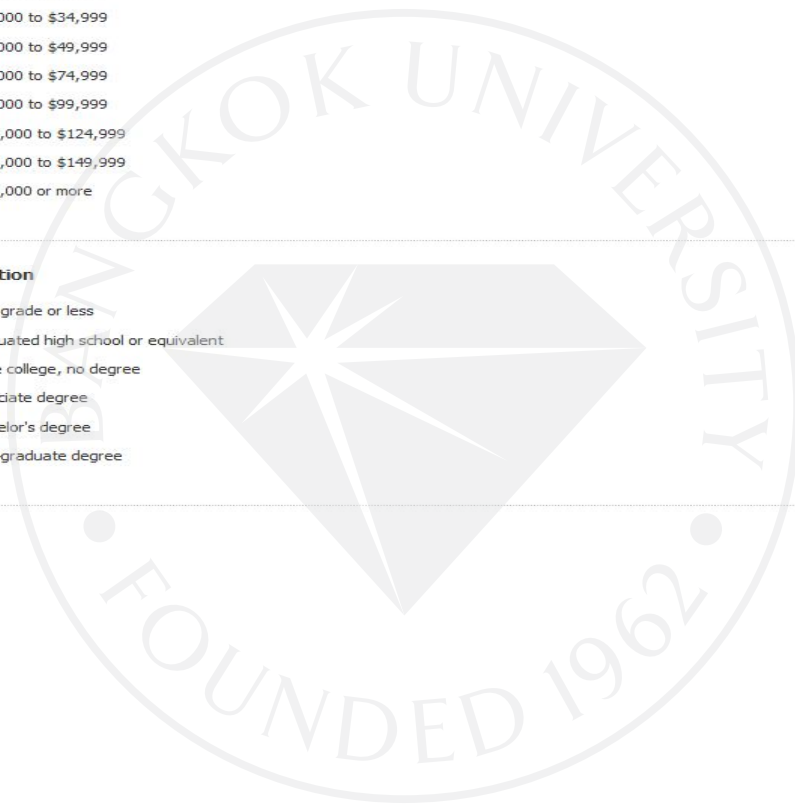 000 to $34,999
000 to $49,999
000 to $74,999
000 to $99,999
,000 to $124,999
,000 to $149,999
,000 or more
tion
grade or less
uated high school or equivalent
e college, no degree
ciate degree
elor's degree
graduate degree
BANGKOK UNIVERSITY
FOUNDED 1962